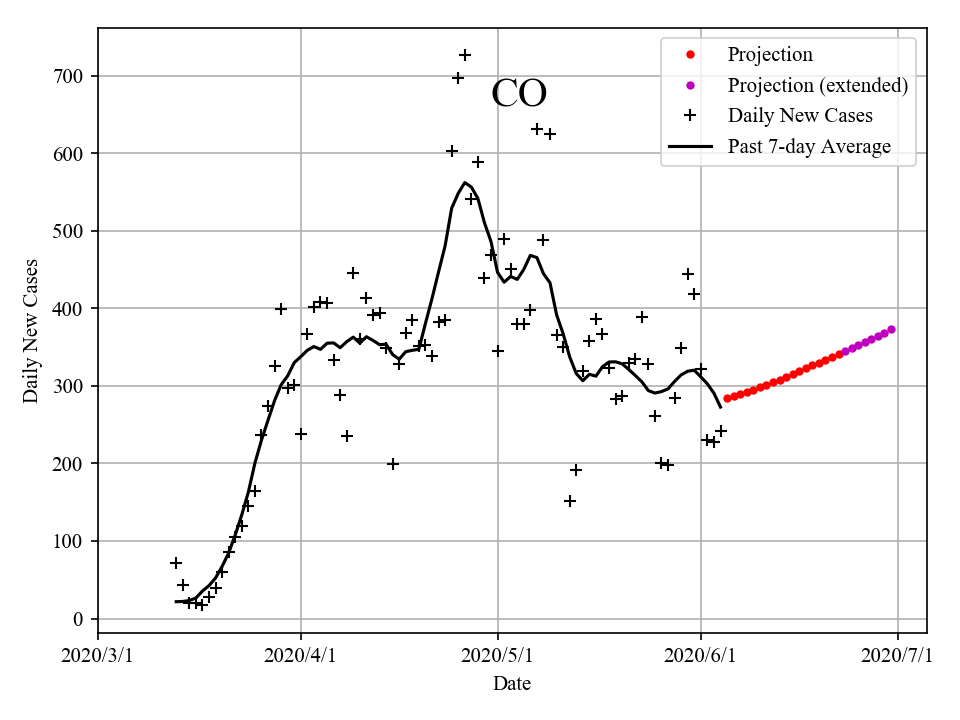 CO
Projection
Projection (extended)
Daily New Cases
Past 7-day Average
Daily New Cases
700
600
500
400
300
200
100
0
2020/3/1 2020/4/1 2020/5/1 2020/6/1 2020/7/1
Date